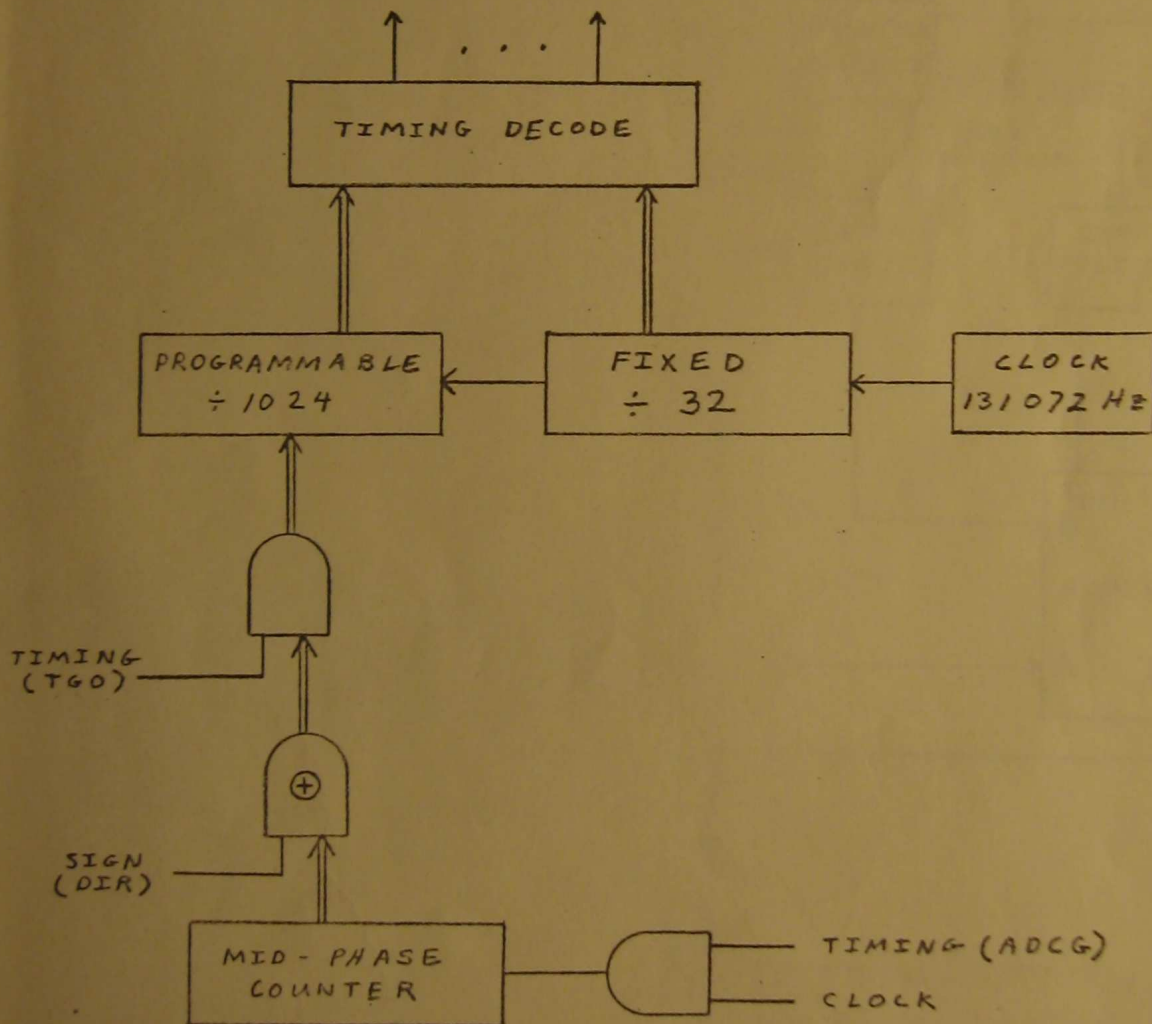 TIMING DECODE
PROGRAMMABLE
÷ 1024
FIXED
÷ 32
CLOCK
131072 Hz
TIMING
(TGO)
SIGN
(DIR)
MID-PHASE
COUNTER
TIMING (ADCG)
CLOCK